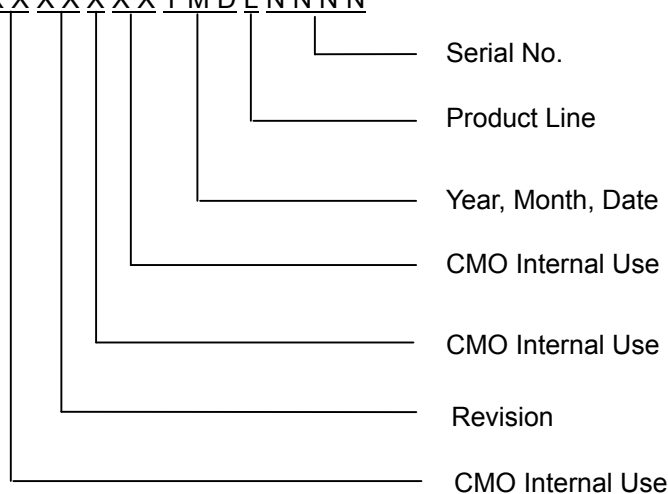 X X X X X X Y M D L N N N N
Serial No.
Product Line
Year, Month, Date
CMO Internal Use
CMO Internal Use
Revision
CMO Internal Use